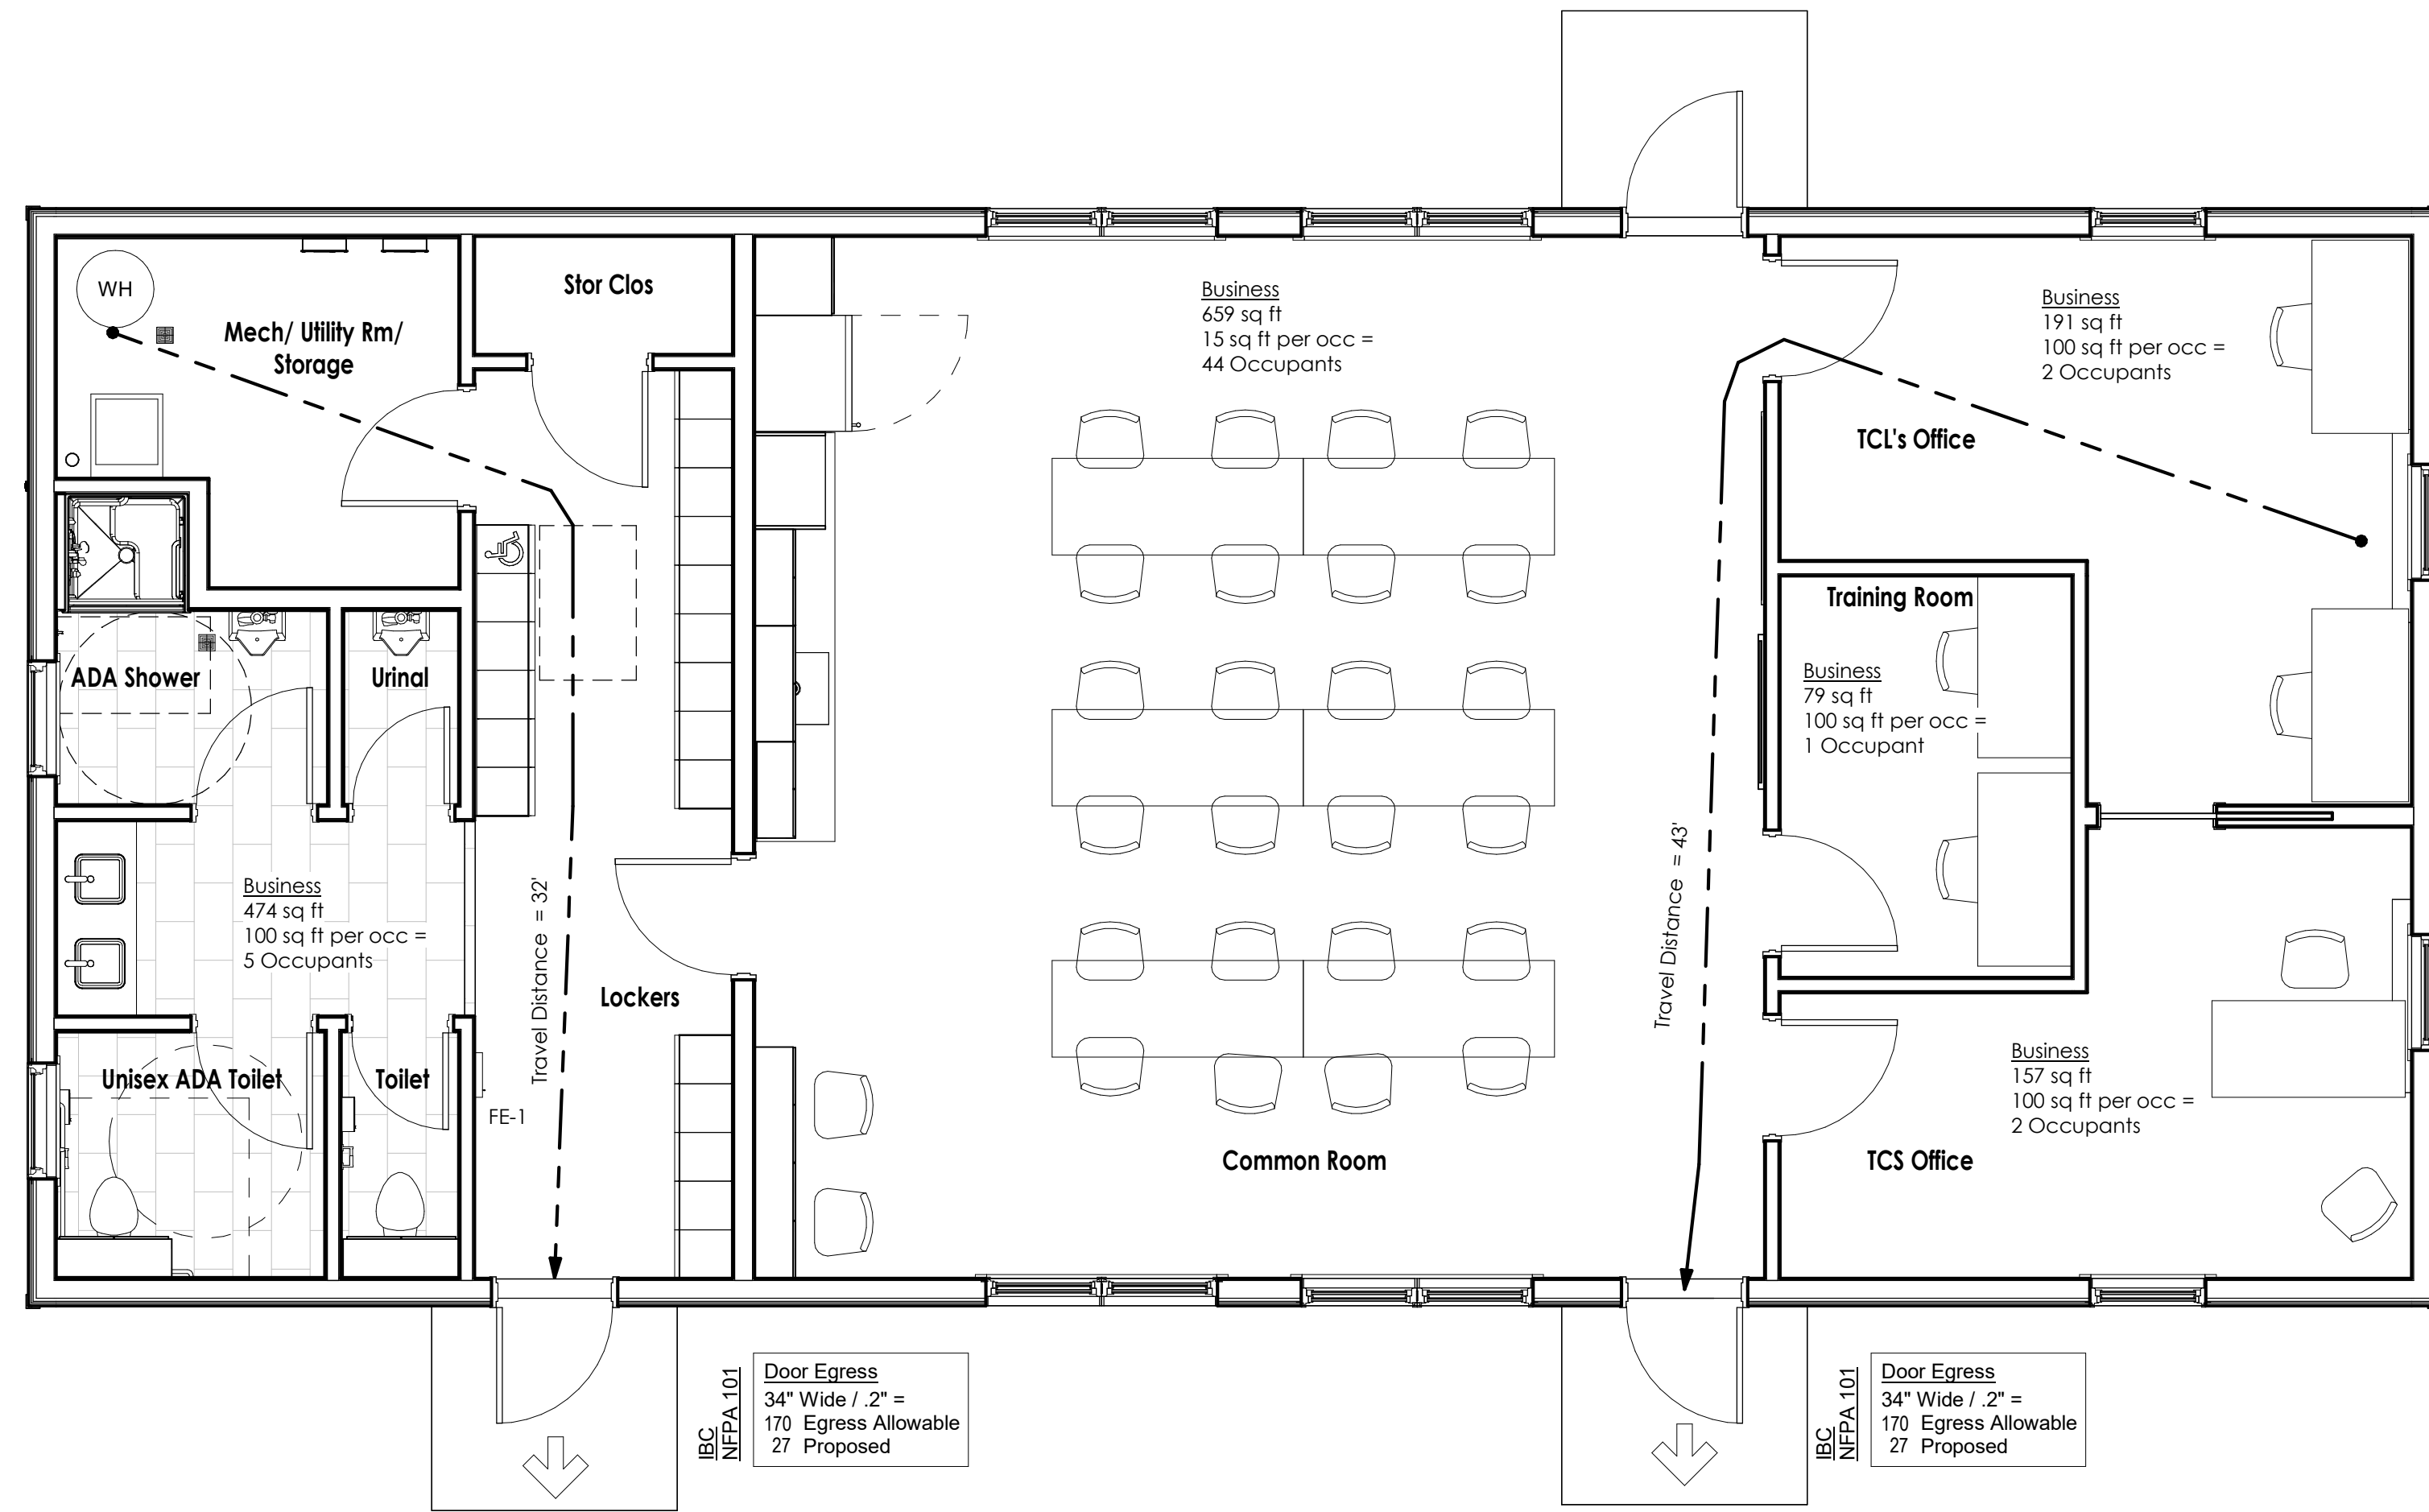 WH
Mech/ Utility Rm/
Storage
Stor Clos
Business
659 sq ft
15 sq ft per occ =
44 Occupants
Business
191 sq ft
100 sq ft per occ =
2 Occupants
TCL's Office
Training Room
Business
79 sq ft
100 sq ft per occ =
1 Occupant
ADA Shower
Urinal
Business
474 sq ft
100 sq ft per occ =
5 Occupants
Travel Distance = 32'
Lockers
Travel Distance = 43'
Unisex ADA Toilet
Toilet
FE-1
Common Room
Business
157 sq ft
100 sq ft per occ =
2 Occupants
TCS Office
IBC
NFPA 101
Door Egress
34" Wide / .2" =
170 Egress Allowable
27 Proposed
IBC
NFPA 101
Door Egress
34" Wide / .2" =
170 Egress Allowable
27 Proposed